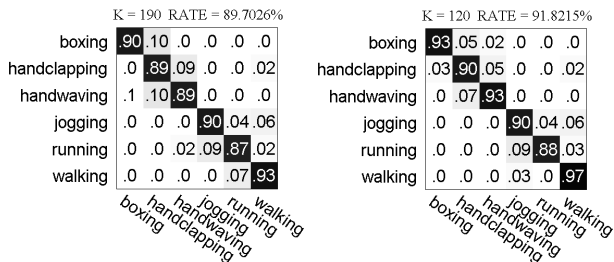 K = 190 RATE = 89.7026%
boxing .90 .10 .0 .0 .0 .0
handclapping .0 .89 .09 .0 .0 .02
handwaving .1 .10 .89 .0 .0 .0
jogging .0 .0 .0 .90 .04 .06
running .0 .0 .02 .09 .87 .02
walking .0 .0 .0 .0 .07 .93
boxing handclapping handwaving jogging running walking
K = 120 RATE = 91.8215%
boxing .93 .05 .02 .0 .0 .0
handclapping .03 .90 .05 .0 .0 .02
handwaving .0 .07 .93 .0 .0 .0
jogging .0 .0 .0 .90 .04 .06
running .0 .0 .0 .09 .88 .03
walking .0 .0 .0 .03 .0 .97
boxing handclapping handwaving jogging running walking